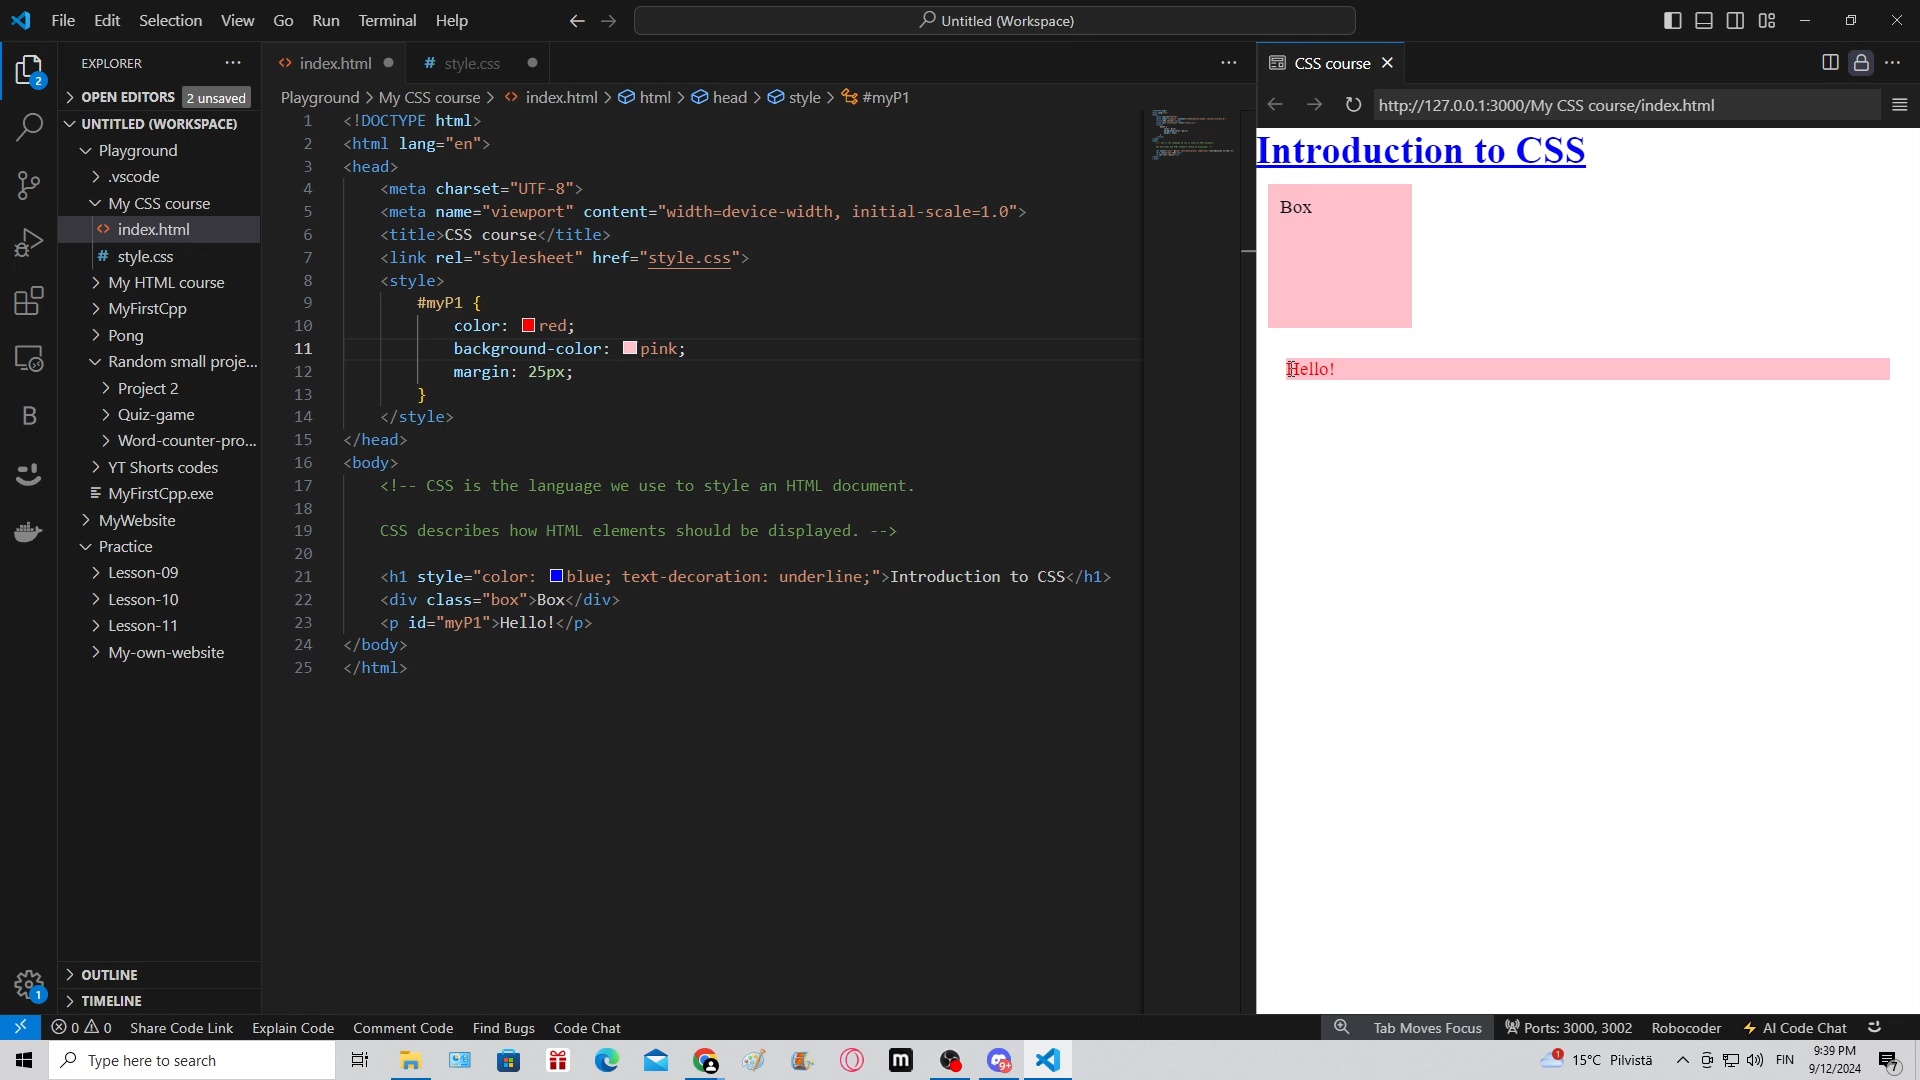 File Edit Selection View Go Run Terminal Help
Untitled (Workspace)
EXPLORER
OPEN EDITORS 2 unsaved
UNTITLED (WORKSPACE)
Playground
.vscode
My CSS course
index.html
style.css
My HTML course
MyFirstCpp
Pong
Random small proje...
Project 2
Quiz-game
Word-counter-pro...
YT Shorts codes
MyFirstCpp.exe
MyWebsite
Practice
Lesson-09
Lesson-10
Lesson-11
My-own-website
OUTLINE
TIMELINE
2
B
1
index.html
# style.css
Playground > My CSS course > index.html > html > head > style > #myP1
1 <!DOCTYPE html>
2 <html lang="en">
3 <head>
4 <meta charset="UTF-8">
5 <meta name="viewport" content="width=device-width, initial-scale=1.0">
6 <title>CSS course</title>
7 <link rel="stylesheet" href="style.css">
8 <style>
9 #myP1 {
10 color: red;
11 background-color: pink;
12 margin: 25px;
13 }
14 </style>
15 </head>
16 <body>
17 <!-- CSS is the language we use to style an HTML document.
18
19 CSS describes how HTML elements should be displayed. -->
20
21 <h1 style="color: blue; text-decoration: underline;">Introduction to CSS</h1>
22 <div class="box">Box</div>
23 <p id="myP1">Hello!</p>
24 </body>
25 </html>
CSS course
http://127.0.0.1:3000/My CSS course/index.html
Introduction to CSS
Box
Hello!
0 0 Share Code Link Explain Code Comment Code Find Bugs Code Chat
Tab Moves Focus Ports: 3000, 3002 Robocoder AI Code Chat
Type here to search
m
9+
1 15°C Pilvistä
FIN
9:39 PM
9/12/2024
7